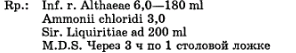 Rp.: Inf. r. Althaeae 6,0—180 ml
Ammonii chloridi 3,0
Sir. Liquiritiae ad 200 ml
M.D.S. Через 3 ч по 1 столовой ложке